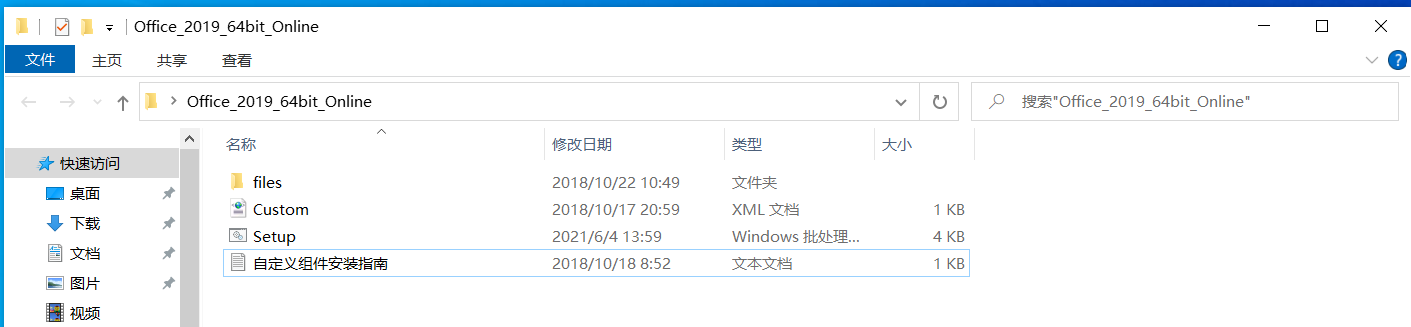 Office_2019_64bit_Online
文件 主页 共享 查看
Office_2019_64bit_Online 搜索"Office_2019_64bit_Online"
名称 修改日期 类型 大小
快速访问
桌面
下载
文档
图片
视频
files 2018/10/22 10:49 文件夹
Custom 2018/10/17 20:59 XML 文档 1 KB
Setup 2021/6/4 13:59 Windows 批处理... 4 KB
自定义组件安装指南 2018/10/18 8:52 文本文档 1 KB